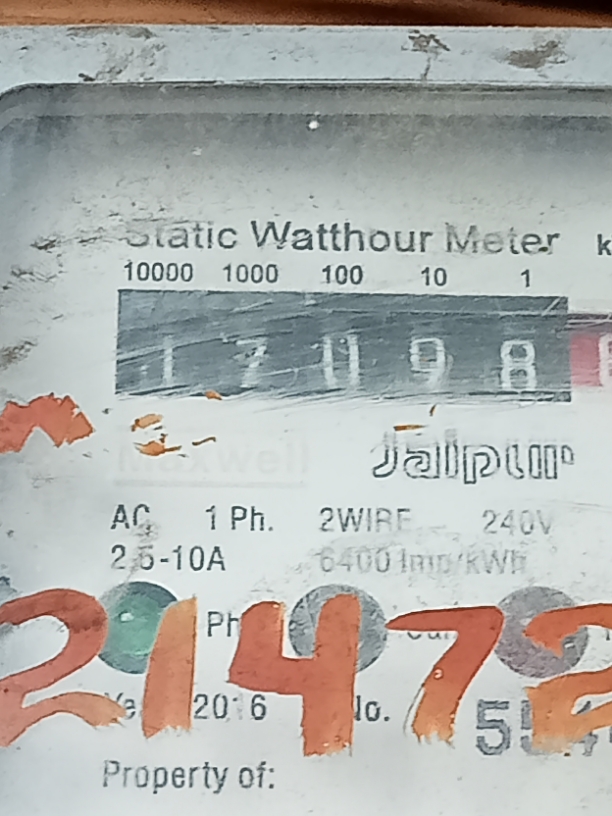 Static Watthour Meter k
10000 1000 100 10 1
1 7 0 9 8
Maxwell
Jaipur
AC 1 Ph. 2WIRE 240V
2.5-10A 6400 Imp/kWh
Ph
21472
2016 No.
Property of: